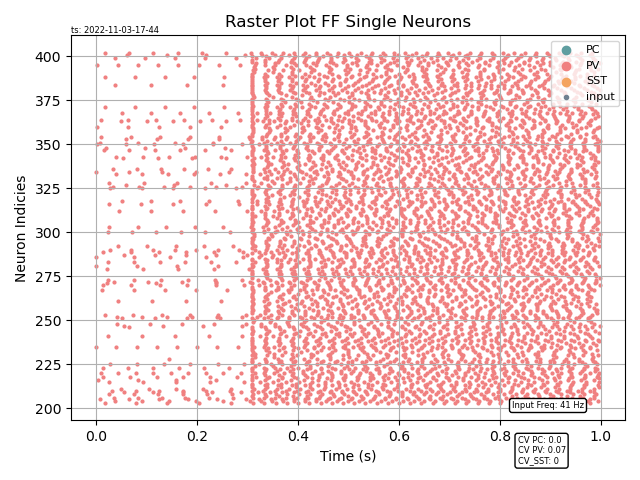 Raster Plot FF Single Neurons
ts: 2022-11-03-17-44
PC
PV
SST
input
Neuron Indicies
400
375
350
325
300
275
250
225
200
Input Freq: 41 Hz
0.0 0.2 0.4 0.6 0.8 1.0
Time (s)
CV PC: 0.0
CV PV: 0.07
CV_SST: 0